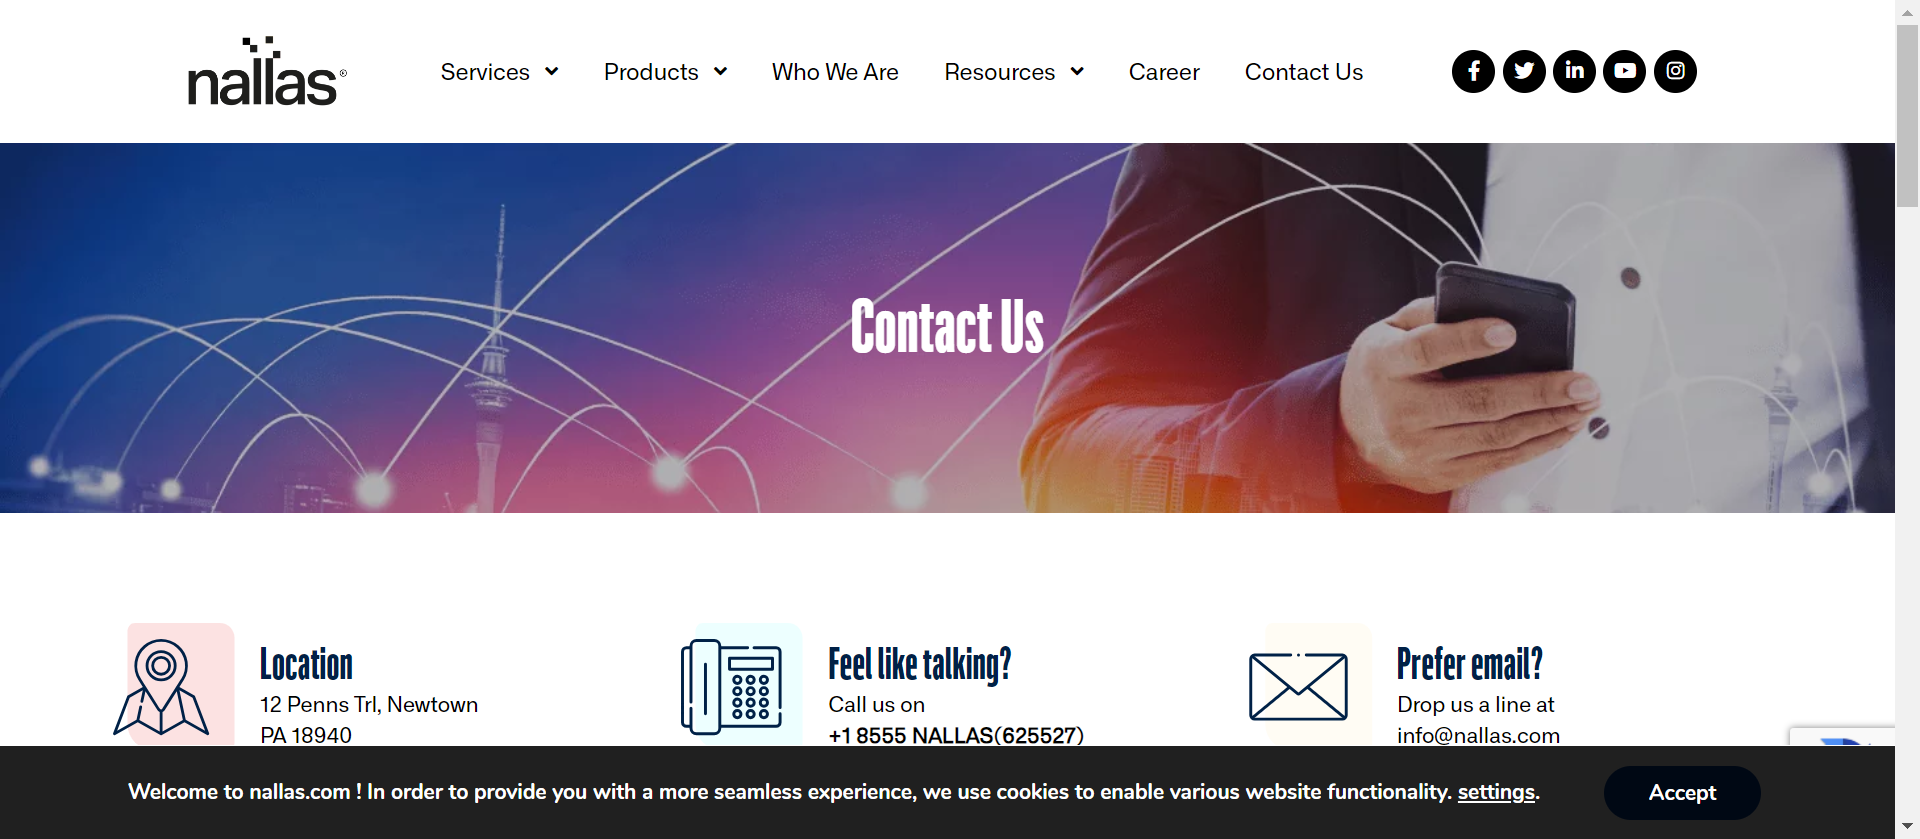 nallas®
Services
Products
Who We Are
Resources
Career
Contact Us
Contact Us
Location
12 Penns Trl, Newtown
PA 18940
Feel like talking?
Call us on
+1 8555 NALLAS(625527)
Prefer email?
Drop us a line at
info@nallas.com
Welcome to nallas.com ! In order to provide you with a more seamless experience, we use cookies to enable various website functionality. settings.
Accept